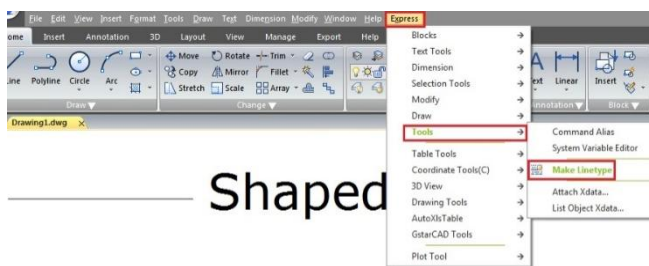 File Edit View Insert Format Tools Draw Text Dimension Modify Window Help Express
ome Insert Annotation 3D Layout View Manage Export Help
Move Rotate Trim
Copy Mirror Fillet
Stretch Scale Array
ine Polyline Circle Arc
Draw Change
ext Linear Insert
nnotation Block
Drawing1.dwg
Shaped
Blocks
Text Tools
Dimension
Selection Tools
Modify
Draw
Tools
Table Tools
Coordinate Tools(C)
3D View
Drawing Tools
AutoXlsTable
GstarCAD Tools
Plot Tool
Command Alias
System Variable Editor
Make Linetype
Attach Xdata...
List Object Xdata...